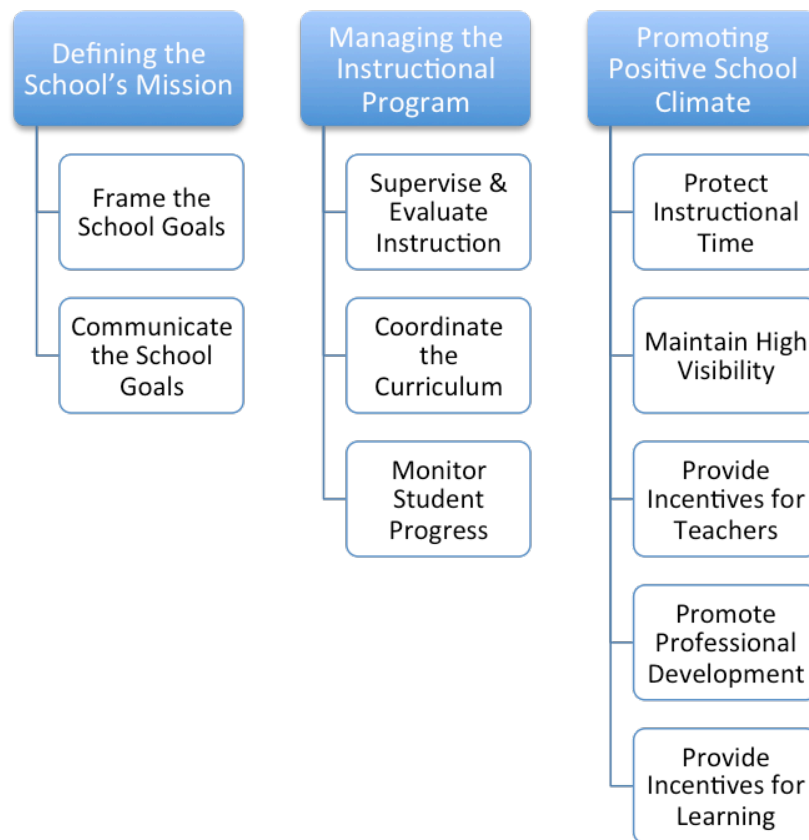 Defining the
School’s Mission
Frame the
School Goals
Communicate
the School
Goals
Managing the
Instructional
Program
Supervise &
Evaluate
Instruction
Coordinate
the
Curriculum
Monitor
Student
Progress
Promoting
Positive School
Climate
Protect
Instructional
Time
Maintain High
Visibility
Provide
Incentives for
Teachers
Promote
Professional
Development
Provide
Incentives for
Learning